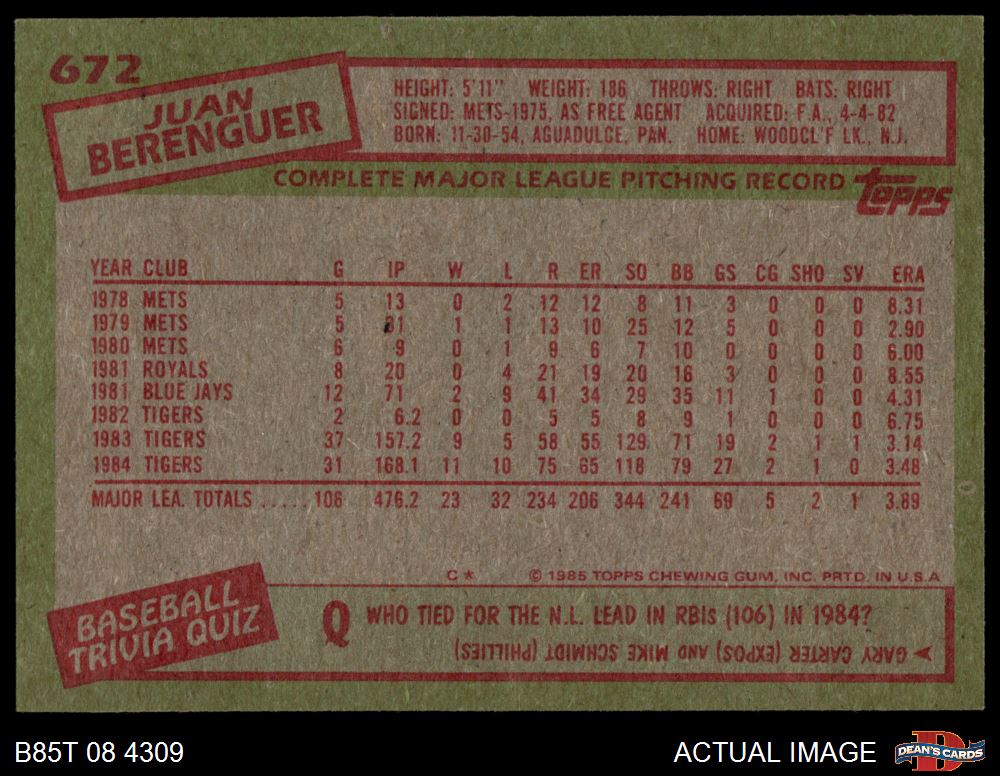 672
JUAN
BERENGUER
HEIGHT: 5'11" WEIGHT: 186 THROWS: RIGHT BATS: RIGHT
SIGNED: METS-1975, AS FREE AGENT ACQUIRED: F.A., 4-4-82
BORN: 11-30-54, AGUADULCE, PAN. HOME: WOODCL'F LK., N.J.
COMPLETE MAJOR LEAGUE PITCHING RECORD
topps
YEAR CLUB G IP W L R ER SO BB GS CG SHO SV ERA
1978 METS 5 13 0 2 12 12 8 11 3 0 0 0 8.31
1979 METS 5 31 1 1 13 10 25 12 5 0 0 0 2.90
1980 METS 6 9 0 1 9 6 7 10 0 0 0 0 6.00
1981 ROYALS 8 20 0 4 21 19 20 16 3 0 0 0 8.55
1981 BLUE JAYS 12 71 2 9 41 34 29 35 11 1 0 0 4.31
1982 TIGERS 2 6.2 0 0 5 5 8 9 1 0 0 0 6.75
1983 TIGERS 37 157.2 9 5 58 55 129 71 19 2 1 1 3.14
1984 TIGERS 31 168.1 11 10 75 65 118 79 27 2 1 0 3.48
MAJOR LEA. TOTALS ..... 106 476.2 23 32 234 206 344 241 69 5 2 1 3.89
C* © 1985 TOPPS CHEWING GUM, INC. PRTD. IN U.S.A
BASEBALL
TRIVIA QUIZ
Q WHO TIED FOR THE N.L. LEAD IN RBIs (106) IN 1984?
GARY CARTER (EXPOS) AND MIKE SCHMIDT (PHILLIES)
B85T 08 4309
ACTUAL IMAGE
D
DEAN'S CARDS